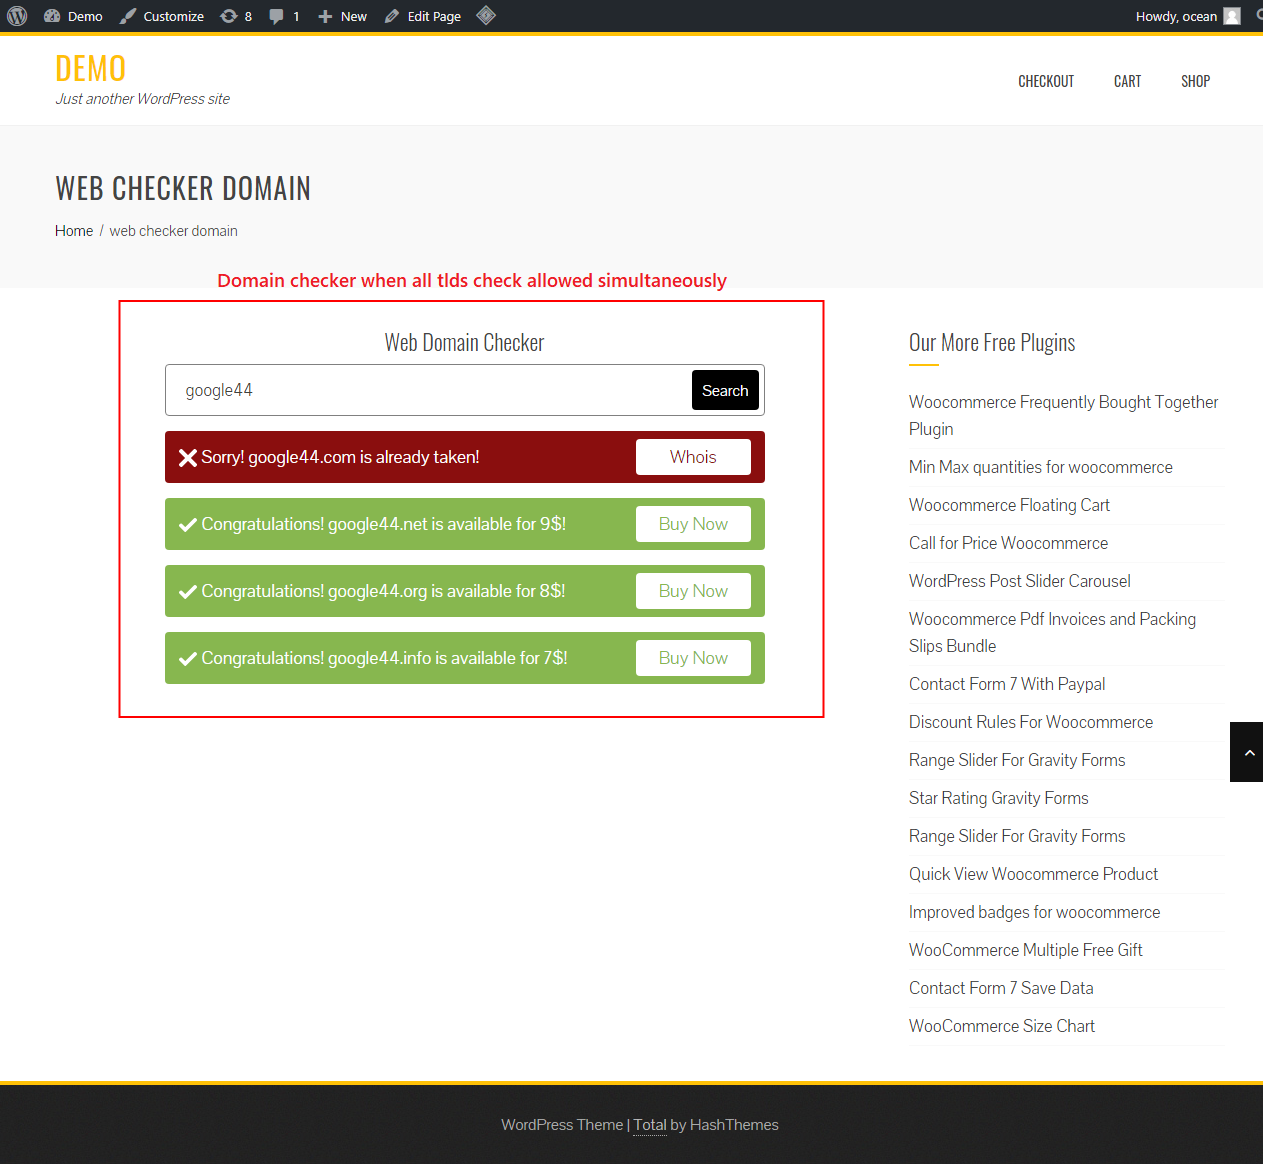 Demo Customize 8 1 New Edit Page Howdy, ocean
DEMO
Just another WordPress site
CHECKOUT CART SHOP
WEB CHECKER DOMAIN
Home / web checker domain
Domain checker when all tlds check allowed simultaneously
Web Domain Checker
google44 Search
Sorry! google44.com is already taken! Whois
Congratulations! google44.net is available for 9$! Buy Now
Congratulations! google44.org is available for 8$! Buy Now
Congratulations! google44.info is available for 7$! Buy Now
Our More Free Plugins
Woocommerce Frequently Bought Together
Plugin
Min Max quantities for woocommerce
Woocommerce Floating Cart
Call for Price Woocommerce
WordPress Post Slider Carousel
Woocommerce Pdf Invoices and Packing
Slips Bundle
Contact Form 7 With Paypal
Discount Rules For Woocommerce
Range Slider For Gravity Forms
Star Rating Gravity Forms
Range Slider For Gravity Forms
Quick View Woocommerce Product
Improved badges for woocommerce
WooCommerce Multiple Free Gift
Contact Form 7 Save Data
WooCommerce Size Chart
WordPress Theme | Total by HashThemes